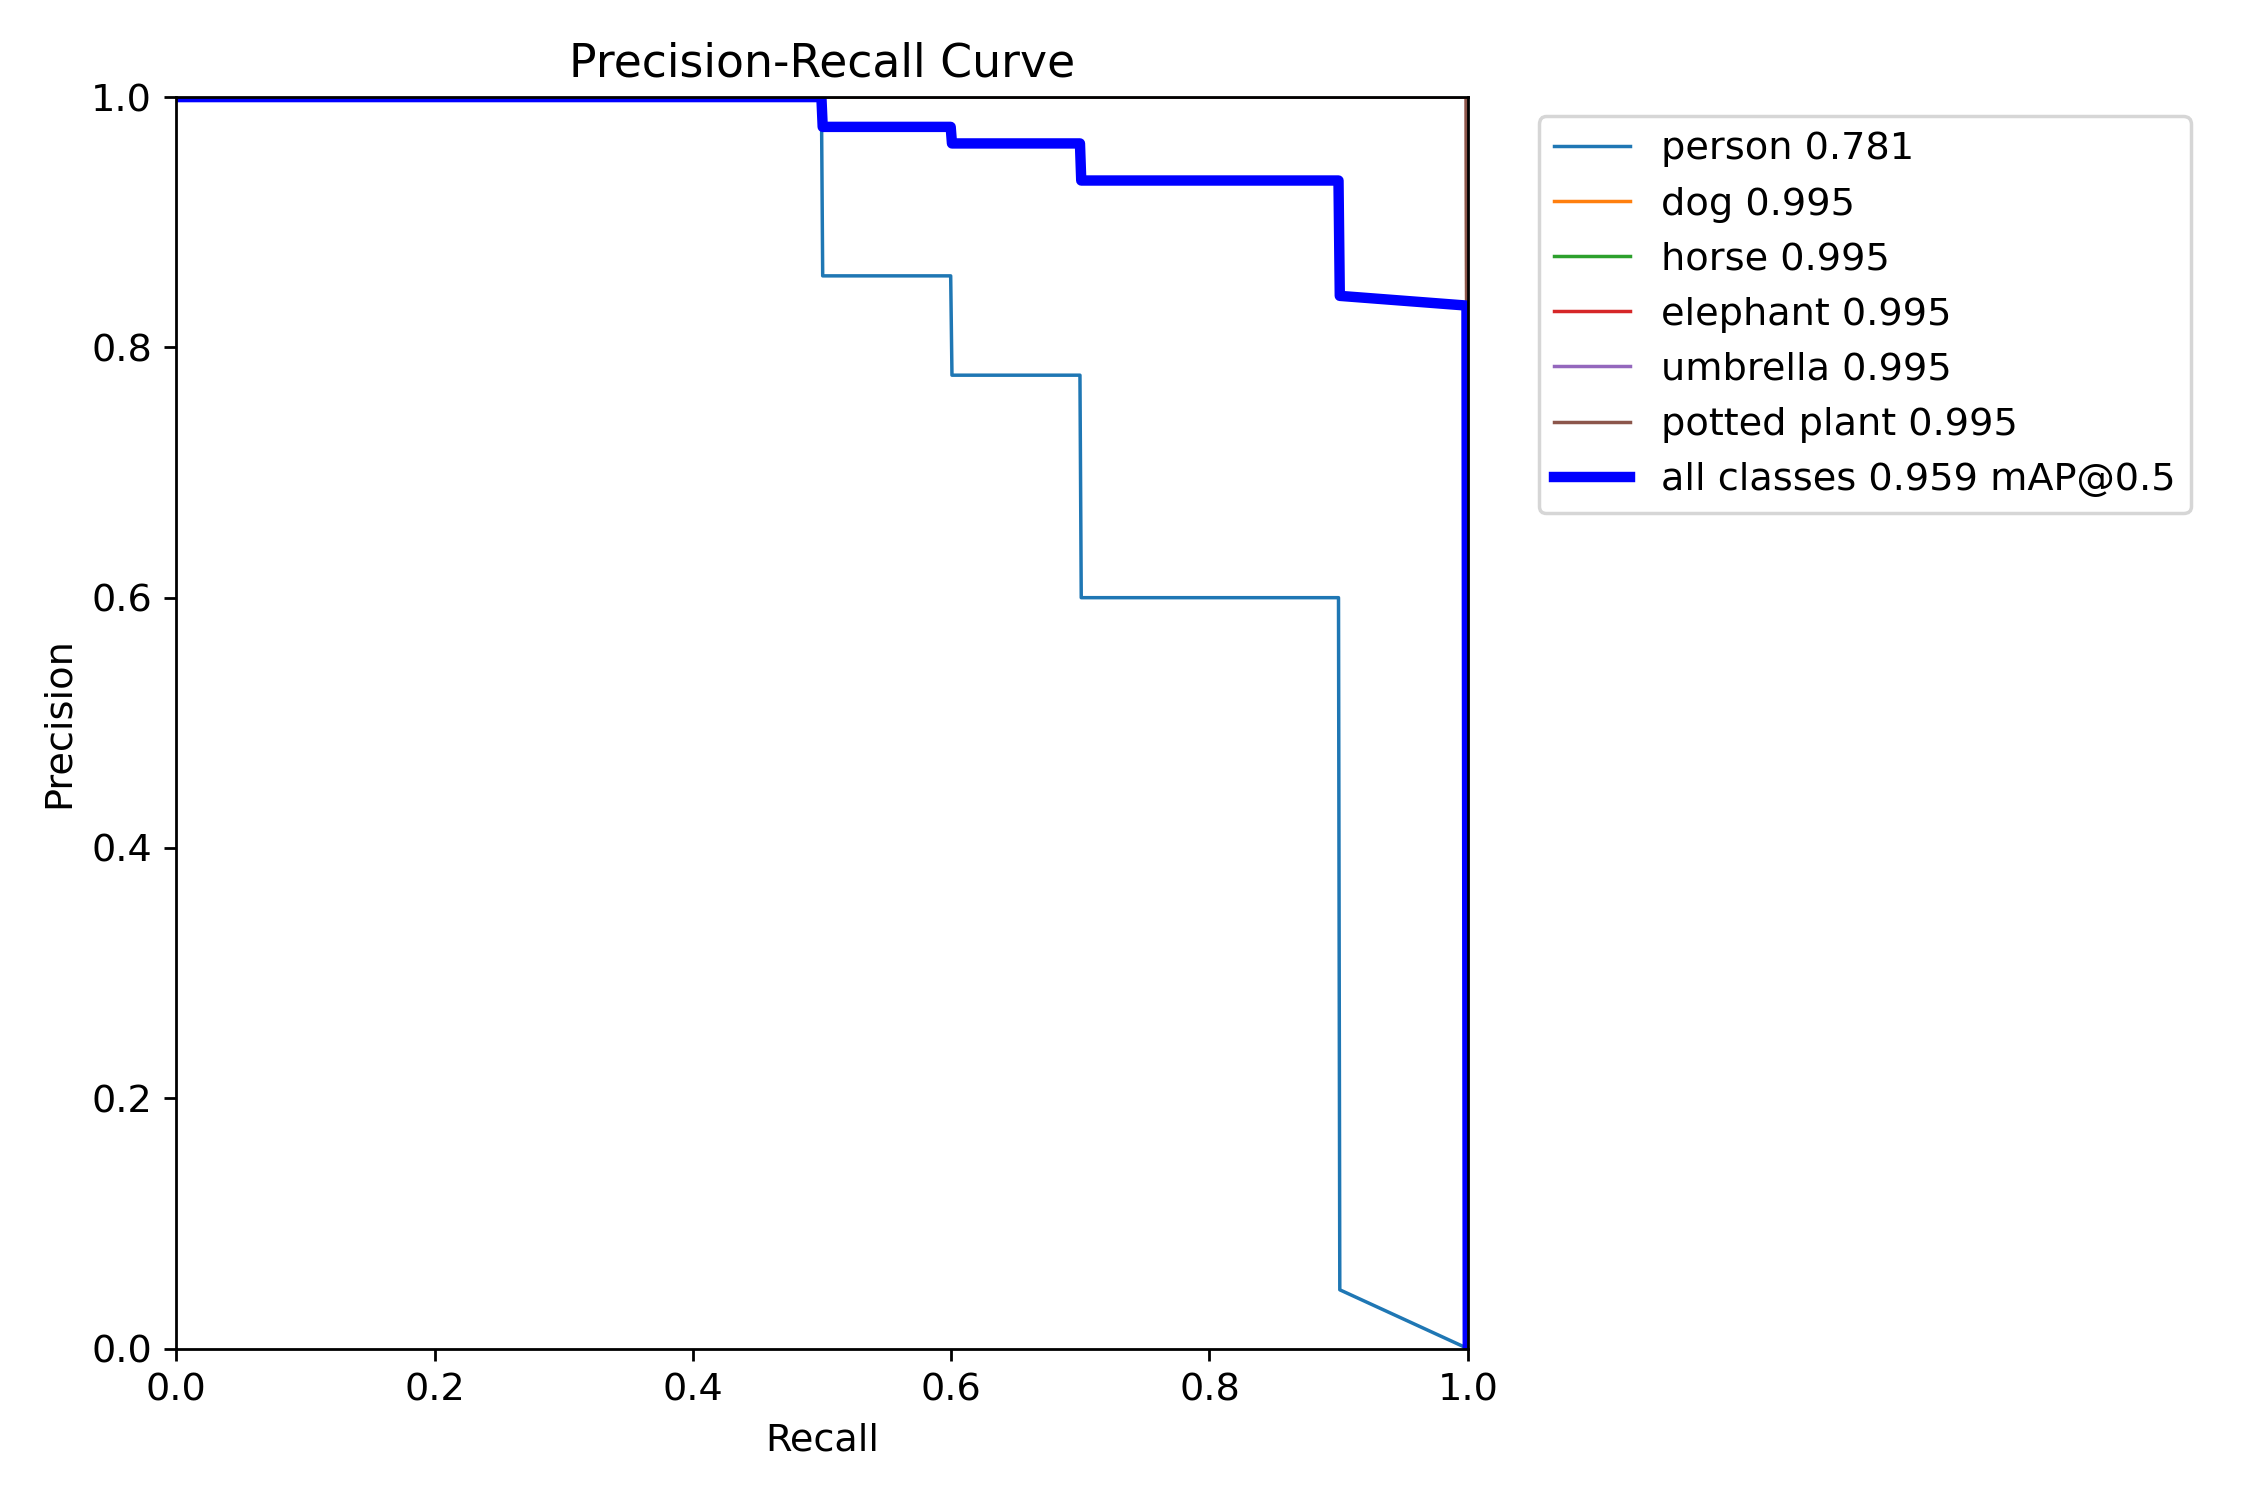 Precision-Recall Curve
1.0
0.8
0.6
0.4
0.2
0.0
Precision
0.0 0.2 0.4 0.6 0.8 1.0
Recall
person 0.781
dog 0.995
horse 0.995
elephant 0.995
umbrella 0.995
potted plant 0.995
all classes 0.959 mAP@0.5